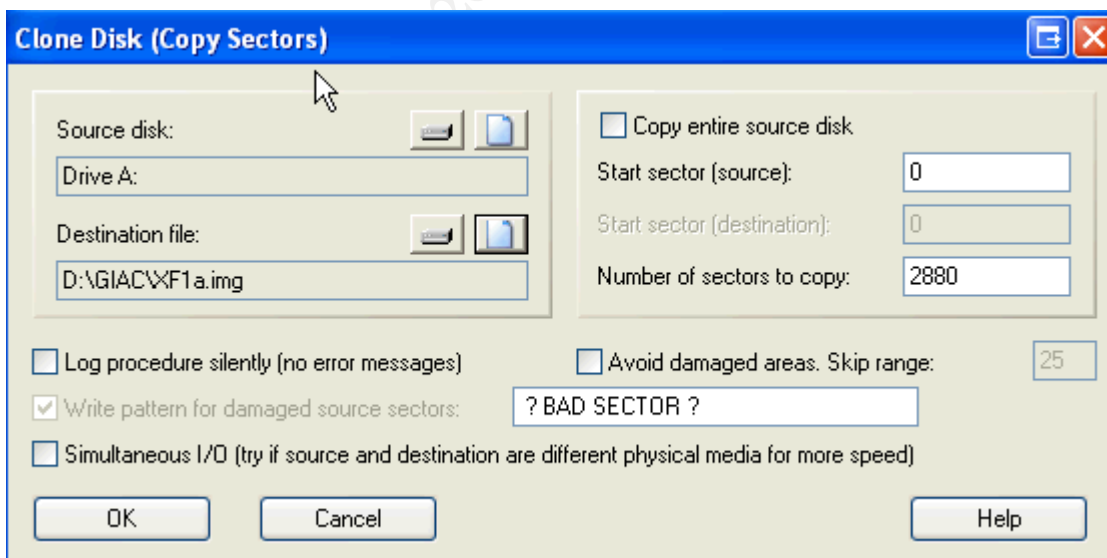 Clone Disk (Copy Sectors)
Source disk:
Drive A:
Destination file:
D:\GIAC\XF1a.img
Copy entire source disk
Start sector (source): 0
Start sector (destination): 0
Number of sectors to copy: 2880
Log procedure silently (no error messages)
Avoid damaged areas. Skip range: 25
Write pattern for damaged source sectors: ? BAD SECTOR ?
Simultaneous I/O (try if source and destination are different physical media for more speed)
OK
Cancel
Help